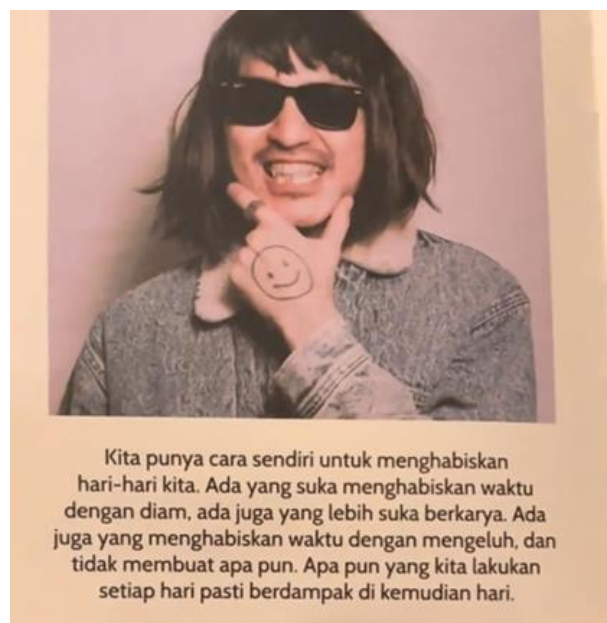 Kita punya cara sendiri untuk menghabiskan
hari-hari kita. Ada yang suka menghabiskan waktu
dengan diam, ada juga yang lebih suka berkarya. Ada
juga yang menghabiskan waktu dengan mengeluh, dan
tidak membuat apa pun. Apa pun yang kita lakukan
setiap hari pasti berdampak di kemudian hari.